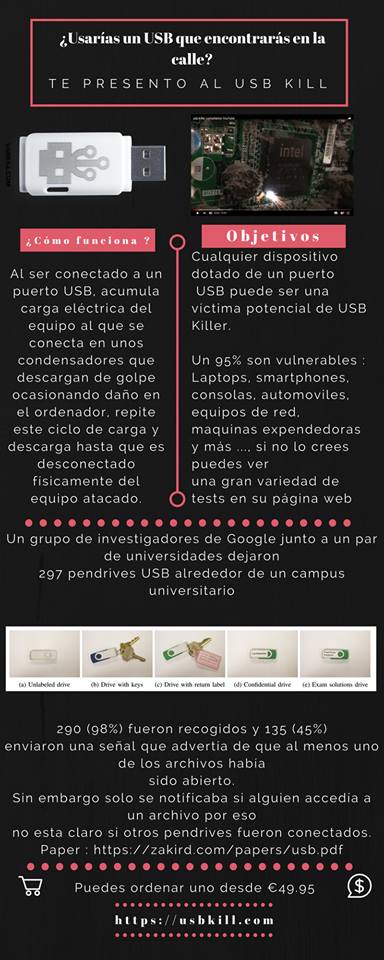 ¿Usarías un USB que encontrarás en la
calle?
TE PRESENTO AL USB KILL
intel
¿Cómo funciona ?
Al ser conectado a un
puerto USB, acumula
carga eléctrica del
equipo al que se
conecta en unos
condensadores que
descargan de golpe
ocasionando daño en
el ordenador, repite
este ciclo de carga y
descarga hasta que es
desconectado
físicamente del
equipo atacado.
Objetivos
Cualquier dispositivo
dotado de un puerto
USB puede ser una
víctima potencial de USB
Killer.
Un 95% son vulnerables :
Laptops, smartphones,
consolas, automoviles,
equipos de red,
maquinas expendedoras
y más ..., si no lo crees
puedes ver
una gran variedad de
tests en su página web
Un grupo de investigadores de Google junto a un par
de universidades dejaron
297 pendrives USB alrededor de un campus
universitario
(a) Unlabeled drive
(b) Drive with keys
(c) Drive with return label
(d) Confidential drive
(e) Exam solutions drive
290 (98%) fueron recogidos y 135 (45%)
enviaron una señal que advertía de que al menos uno
de los archivos había
sido abierto.
Sin embargo solo se notificaba si alguien accedia a
un archivo por eso
no esta claro si otros pendrives fueron conectados.
Paper : https://zakird.com/papers/usb.pdf
Puedes ordenar uno desde €49.95
$
https://usbkill.com